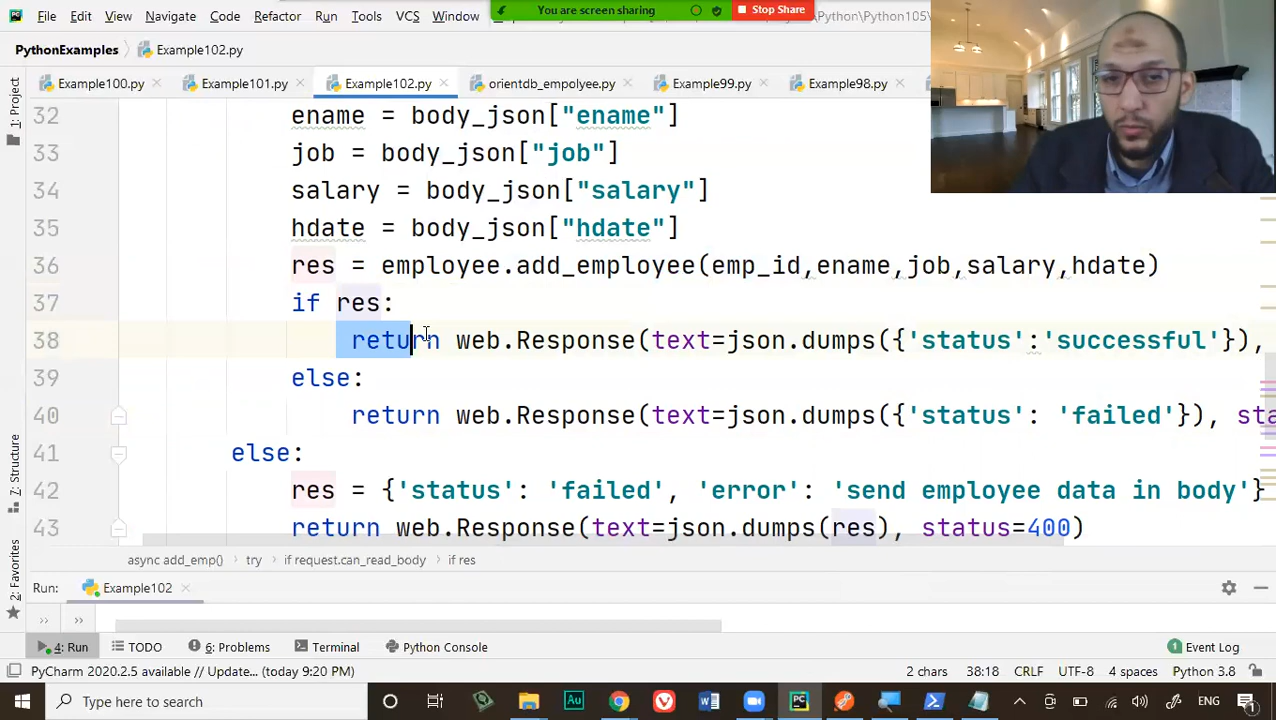 File Edit View Navigate Code Refactor Run Tools VCS Window
You are screen sharing Stop Share
PythonExamples Example102.py
Example100.py Example101.py Example102.py orientdb_empolyee.py Example99.py Example98.py
1: Project
32 ename = body_json["ename"]
33 job = body_json["job"]
34 salary = body_json["salary"]
35 hdate = body_json["hdate"]
36 res = employee.add_employee(emp_id,ename,job,salary,hdate)
37 if res:
38 return web.Response(text=json.dumps({'status':'successful'}),
39 else:
40 return web.Response(text=json.dumps({'status': 'failed'}), sta
41 else:
42 res = {'status': 'failed', 'error': 'send employee data in body'}
43 return web.Response(text=json.dumps(res), status=400)
7: Structure
2: Favorites
async add_emp() try if request.can_read_body if res
Run: Example102
4: Run TODO 6: Problems Terminal Python Console Event Log
PyCharm 2020.2.5 available // Update... (today 9:20 PM) 2 chars 38:18 CRLF UTF-8 4 spaces Python 3.8
Type here to search ENG